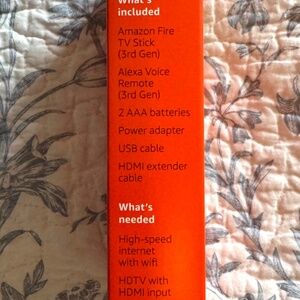 What's
included
Amazon Fire
TV Stick
(3rd Gen)
Alexa Voice
Remote
(3rd Gen)
2 AAA batteries
Power adapter
USB cable
HDMI extender
cable
What's
needed
High-speed
internet
with wifi
HDTV with
HDMI input